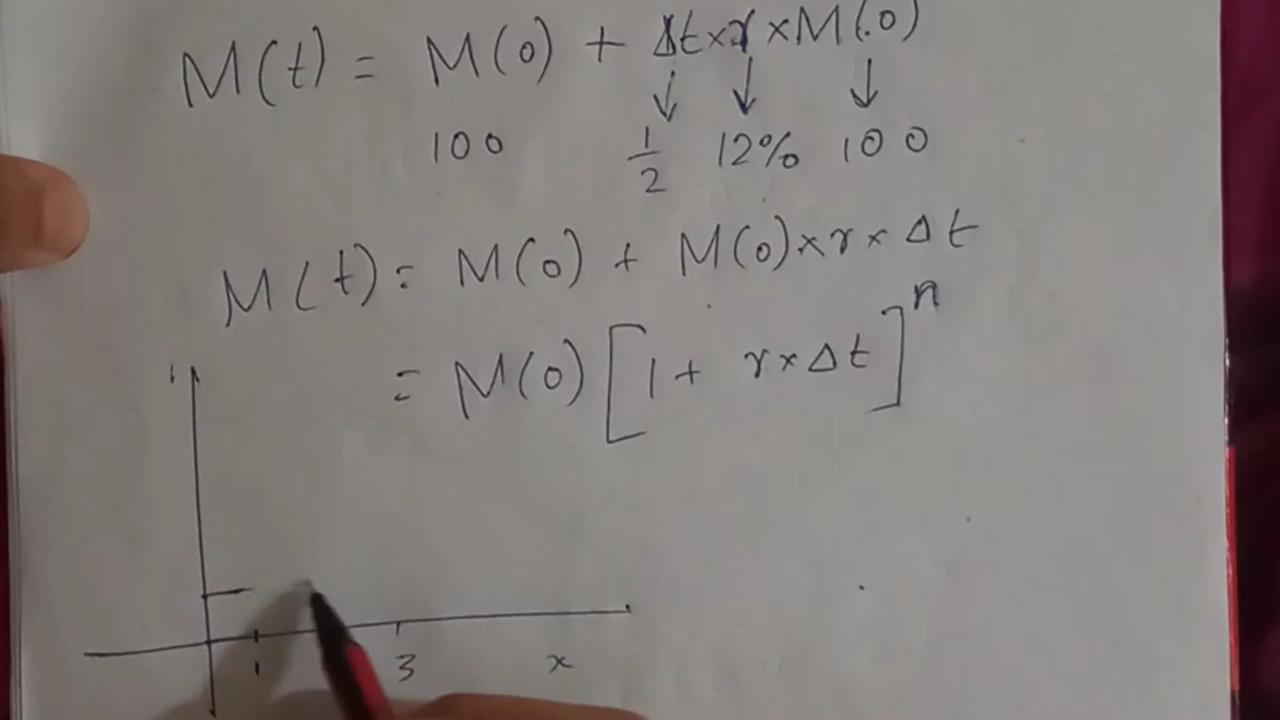 M(t) = M(0) + Δt×r×M(0)
↓ ↓ ↓
100 1/2 12% 100
M(t) = M(0) + M(0)×r×Δt
= M(0)[1 + r×Δt]ⁿ
1 3 x